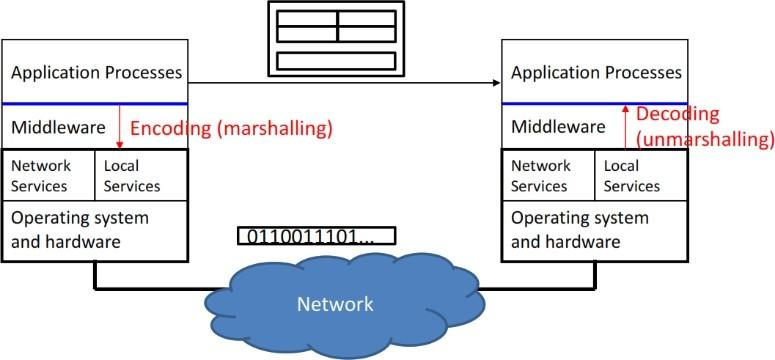 Application Processes
Middleware
Encoding (marshalling)
Network
Services
Local
Services
Operating system
and hardware
0110011101...
Network
Application Processes
Middleware
Decoding
(unmarshalling)
Network
Services
Local
Services
Operating system
and hardware